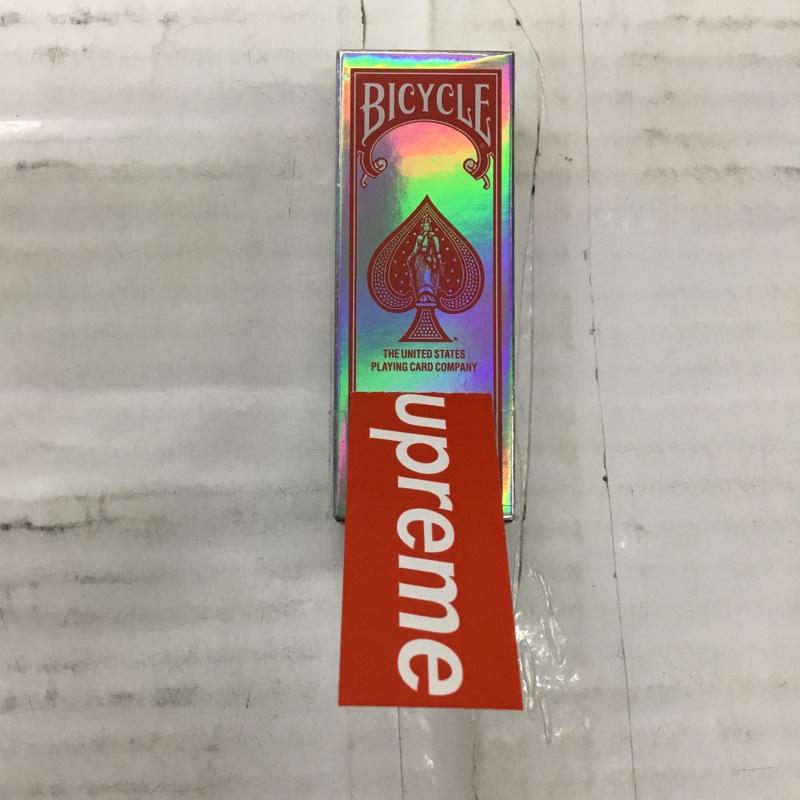 BICYCLE
THE UNITED STATES
PLAYING CARD COMPANY
upreme